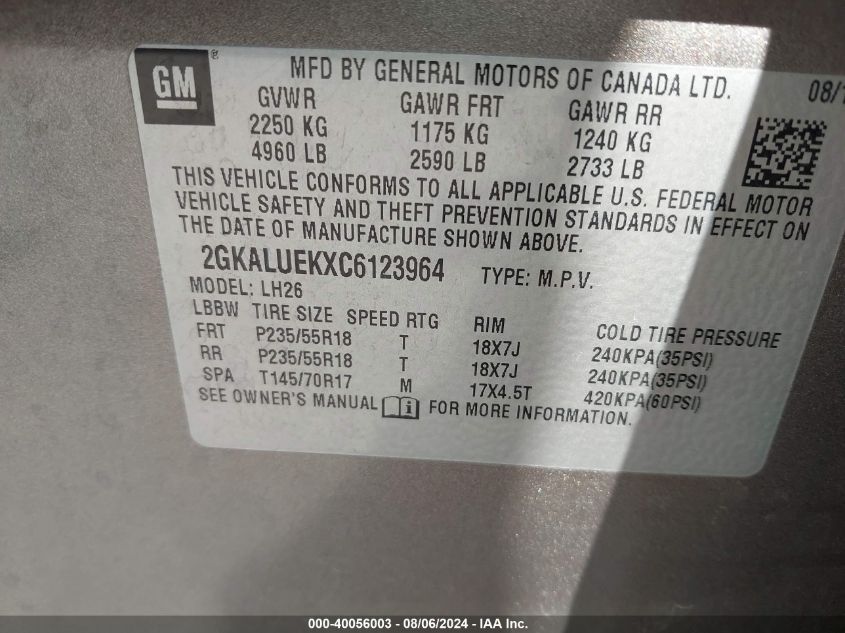 GM ®
MFD BY GENERAL MOTORS OF CANADA LTD. 08/1
GVWR GAWR FRT GAWR RR
2250 KG 1175 KG 1240 KG
4960 LB 2590 LB 2733 LB
THIS VEHICLE CONFORMS TO ALL APPLICABLE U.S. FEDERAL MOTOR
VEHICLE SAFETY AND THEFT PREVENTION STANDARDS IN EFFECT ON
THE DATE OF MANUFACTURE SHOWN ABOVE.
2GKALUEKXC6123964 TYPE: M.P.V.
MODEL: LH26
LBBW TIRE SIZE SPEED RTG RIM COLD TIRE PRESSURE
FRT P235/55R18 T 18X7J 240KPA(35PSI)
RR P235/55R18 T 18X7J 240KPA(35PSI)
SPA T145/70R17 M 17X4.5T 420KPA(60PSI)
SEE OWNER'S MANUAL FOR MORE INFORMATION.
000-40056003 - 08/06/2024 - IAA Inc.